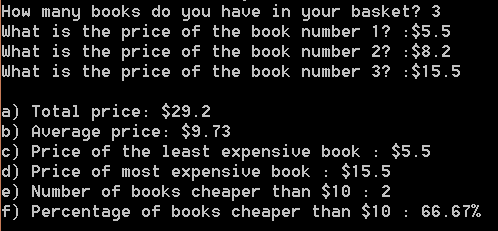 How many books do you have in your basket? 3
What is the price of the book number 1? :$5.5
What is the price of the book number 2? :$8.2
What is the price of the book number 3? :$15.5
a) Total price: $29.2
b) Average price: $9.73
c) Price of the least expensive book : $5.5
d) Price of most expensive book : $15.5
e) Number of books cheaper than $10 : 2
f) Percentage of books cheaper than $10 : 66.67%